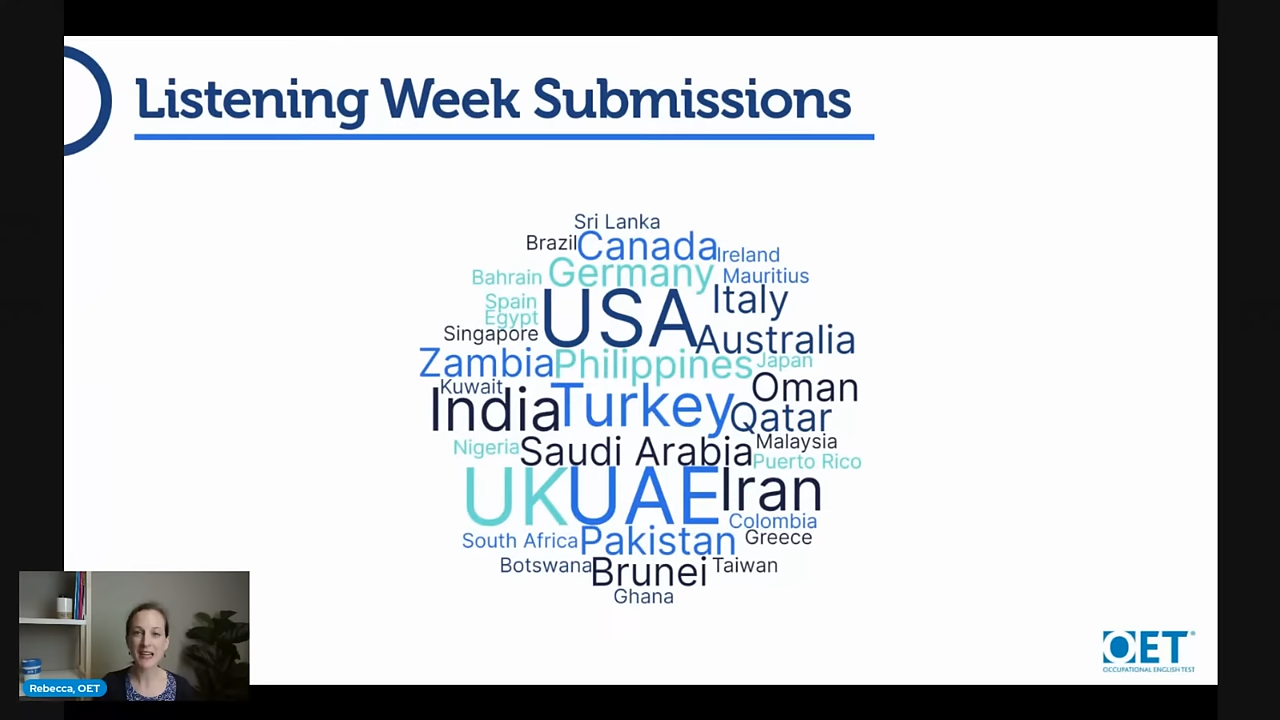 Listening Week Submissions
Sri Lanka
Brazil Canada Ireland
Bahrain Germany Mauritius
Spain USA Italy
Egypt
Singapore Australia
Zambia Philippines Japan
Kuwait Oman
India Turkey Qatar
Nigeria Saudi Arabia Malaysia
Puerto Rico
UK UAE Iran
Colombia
South Africa Pakistan Greece
Botswana Brunei Taiwan
Ghana
Rebecca, OET
OET®
OCCUPATIONAL ENGLISH TEST